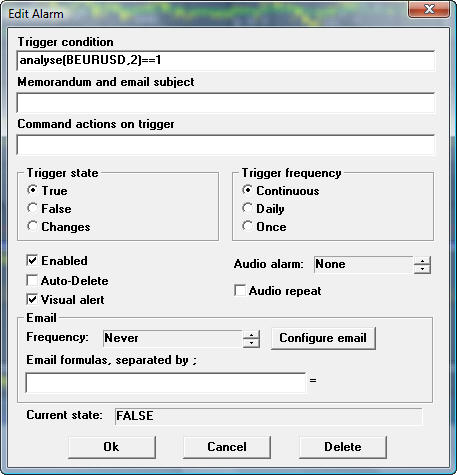 Edit Alarm
Trigger condition
analyse(BEURUSD,2)==1
Memorandum and email subject
Command actions on trigger
Trigger state
True
False
Changes
Trigger frequency
Continuous
Daily
Once
Enabled
Auto-Delete
Visual alert
Audio alarm: None
Audio repeat
Email
Frequency: Never Configure email
Email formulas, separated by ;
=
Current state: FALSE
Ok Cancel Delete